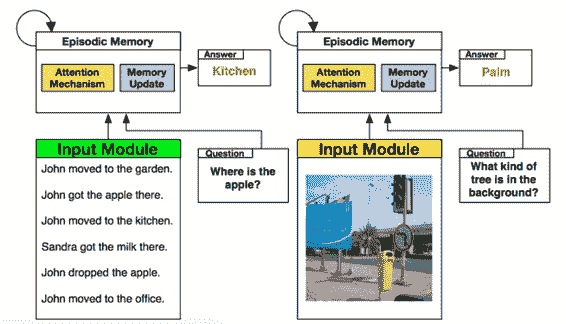 Episodic Memory
Attention
Mechanism
Memory
Update
Answer
Kitchen
Input Module
John moved to the garden.
John got the apple there.
John moved to the kitchen.
Sandra got the milk there.
John dropped the apple.
John moved to the office.
Question
Where is the
apple?
Episodic Memory
Attention
Mechanism
Memory
Update
Answer
Palm
Input Module
Question
What kind of
tree is in the
background?